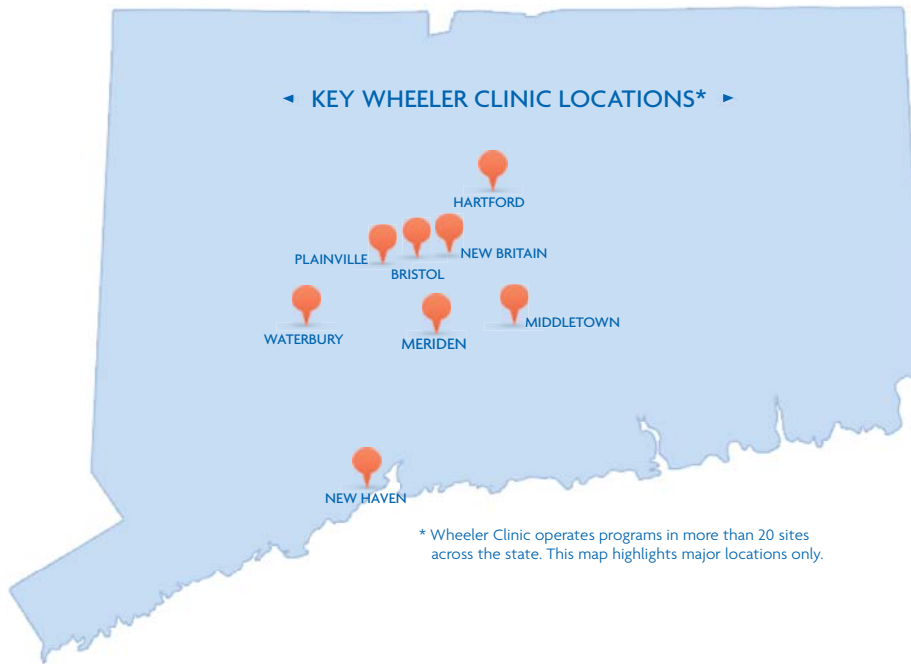 ◄ KEY WHEELER CLINIC LOCATIONS* ►
HARTFORD
PLAINVILLE
BRISTOL
NEW BRITAIN
WATERBURY
MERIDEN
MIDDLETOWN
NEW HAVEN
* Wheeler Clinic operates programs in more than 20 sites
across the state. This map highlights major locations only.